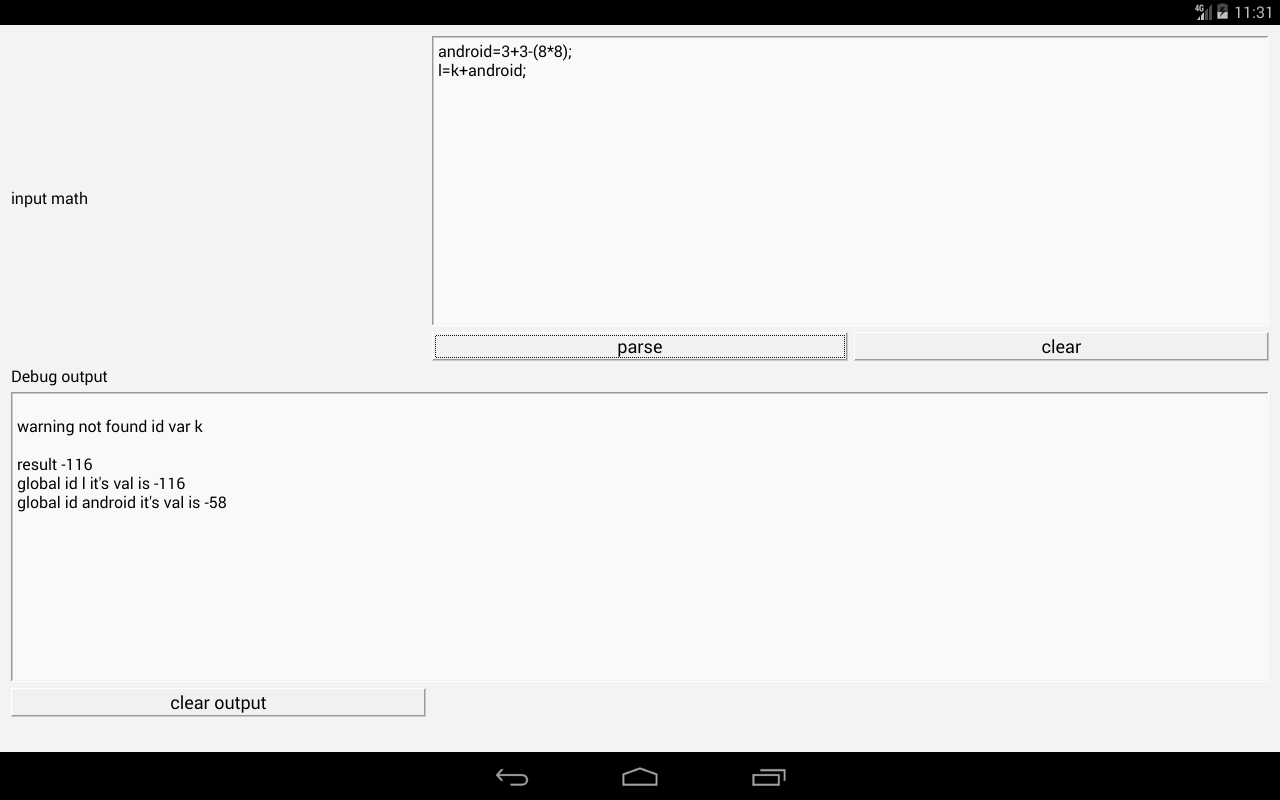 4G 11:31
android=3+3-(8*8);
l=k+android;
input math
parse clear
Debug output
warning not found id var k
result -116
global id l it's val is -116
global id android it's val is -58
clear output